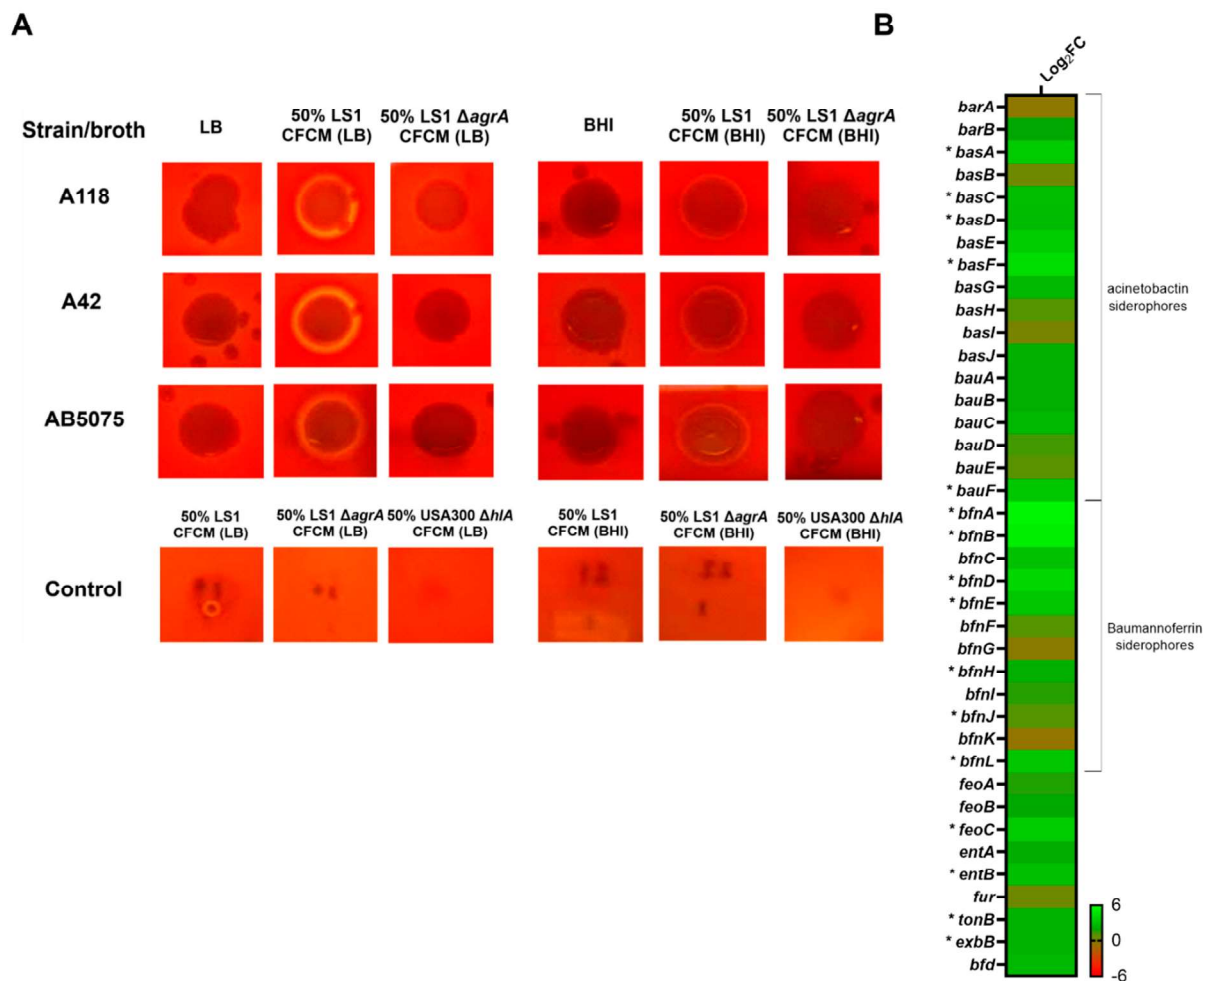 A
B
Log₂FC
Strain/broth
LB
50% LS1
CFCM (LB)
50% LS1 ΔagrA
CFCM (LB)
BHI
50% LS1
CFCM (BHI)
50% LS1 ΔagrA
CFCM (BHI)
A118
A42
AB5075
50% LS1
CFCM (LB)
50% LS1 ΔagrA
CFCM (LB)
50% USA300 ΔhlA
CFCM (LB)
50% LS1
CFCM (BHI)
50% LS1 ΔagrA
CFCM (BHI)
50% USA300 ΔhlA
CFCM (BHI)
Control
barA
barB
* basA
basB
* basC
* basD
basE
* basF
basG
basH
basI
basJ
bauA
bauB
bauC
bauD
bauE
* bauF
* bfnA
* bfnB
bfnC
* bfnD
* bfnE
bfnF
bfnG
* bfnH
bfnI
* bfnJ
bfnK
* bfnL
feoA
feoB
* feoC
entA
* entB
fur
* tonB
* exbB
bfd
acinetobactin
siderophores
Baumannoferrin
siderophores
6
0
-6